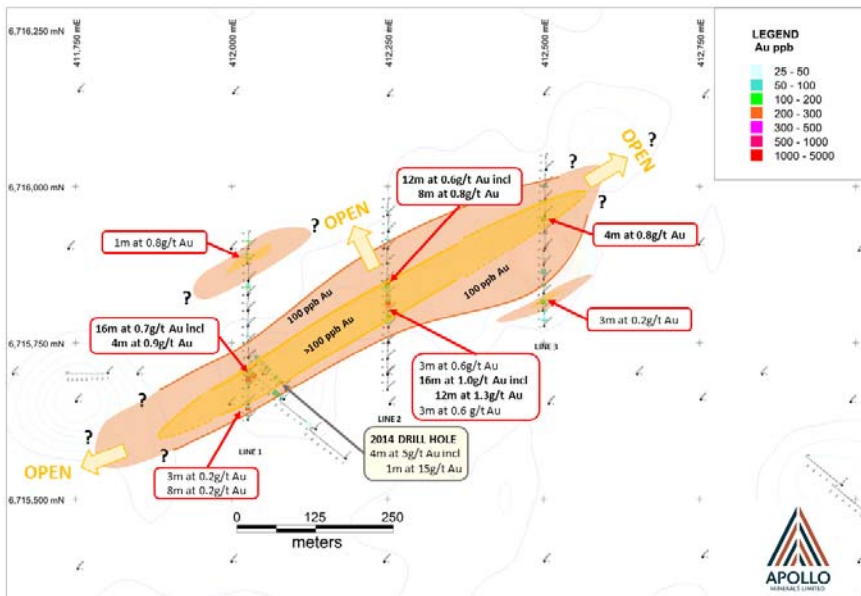 6,716,250 mN
411,750 mE
412,000 mE
412,250 mE
412,500 mE
412,750 mE
LEGEND
Au ppb
25 - 50
50 - 100
100 - 200
200 - 300
300 - 500
500 - 1000
1000 - 5000
?
OPEN
?
12m at 0.6g/t Au incl
8m at 0.8g/t Au
6,716,000 mN
?
OPEN
?
1m at 0.8g/t Au
4m at 0.8g/t Au
?
100 ppb Au
100 ppb Au
3m at 0.2g/t Au
16m at 0.7g/t Au incl
4m at 0.9g/t Au
>100 ppb Au
6,715,750 mN
LINE 3
3m at 0.6g/t Au
16m at 1.0g/t Au incl
12m at 1.3g/t Au
3m at 0.6 g/t Au
?
LINE 2
?
?
LINE 1
2014 DRILL HOLE
4m at 5g/t Au incl
1m at 15g/t Au
OPEN
3m at 0.2g/t Au
8m at 0.2g/t Au
6,715,500 mN
0 125 250
meters
APOLLO
MINERALS LIMITED